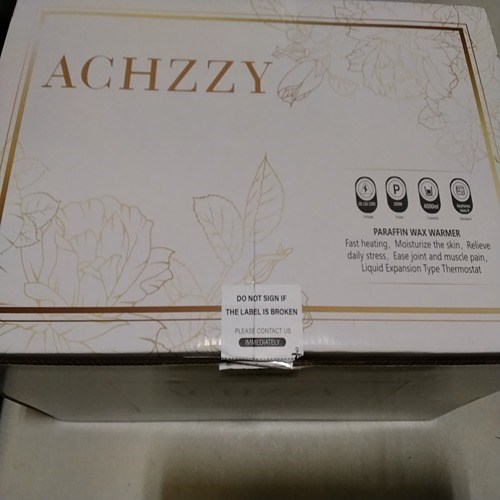 ACHZZY
P
4000ml
PARAFFIN WAX WARMER
Fast heating, Moisturize the skin, Relieve
daily stress, Ease joint and muscle pain,
Liquid Expansion Type Thermostat
DO NOT SIGN IF
THE LABEL IS BROKEN
PLEASE CONTACT US
IMMEDIATELY